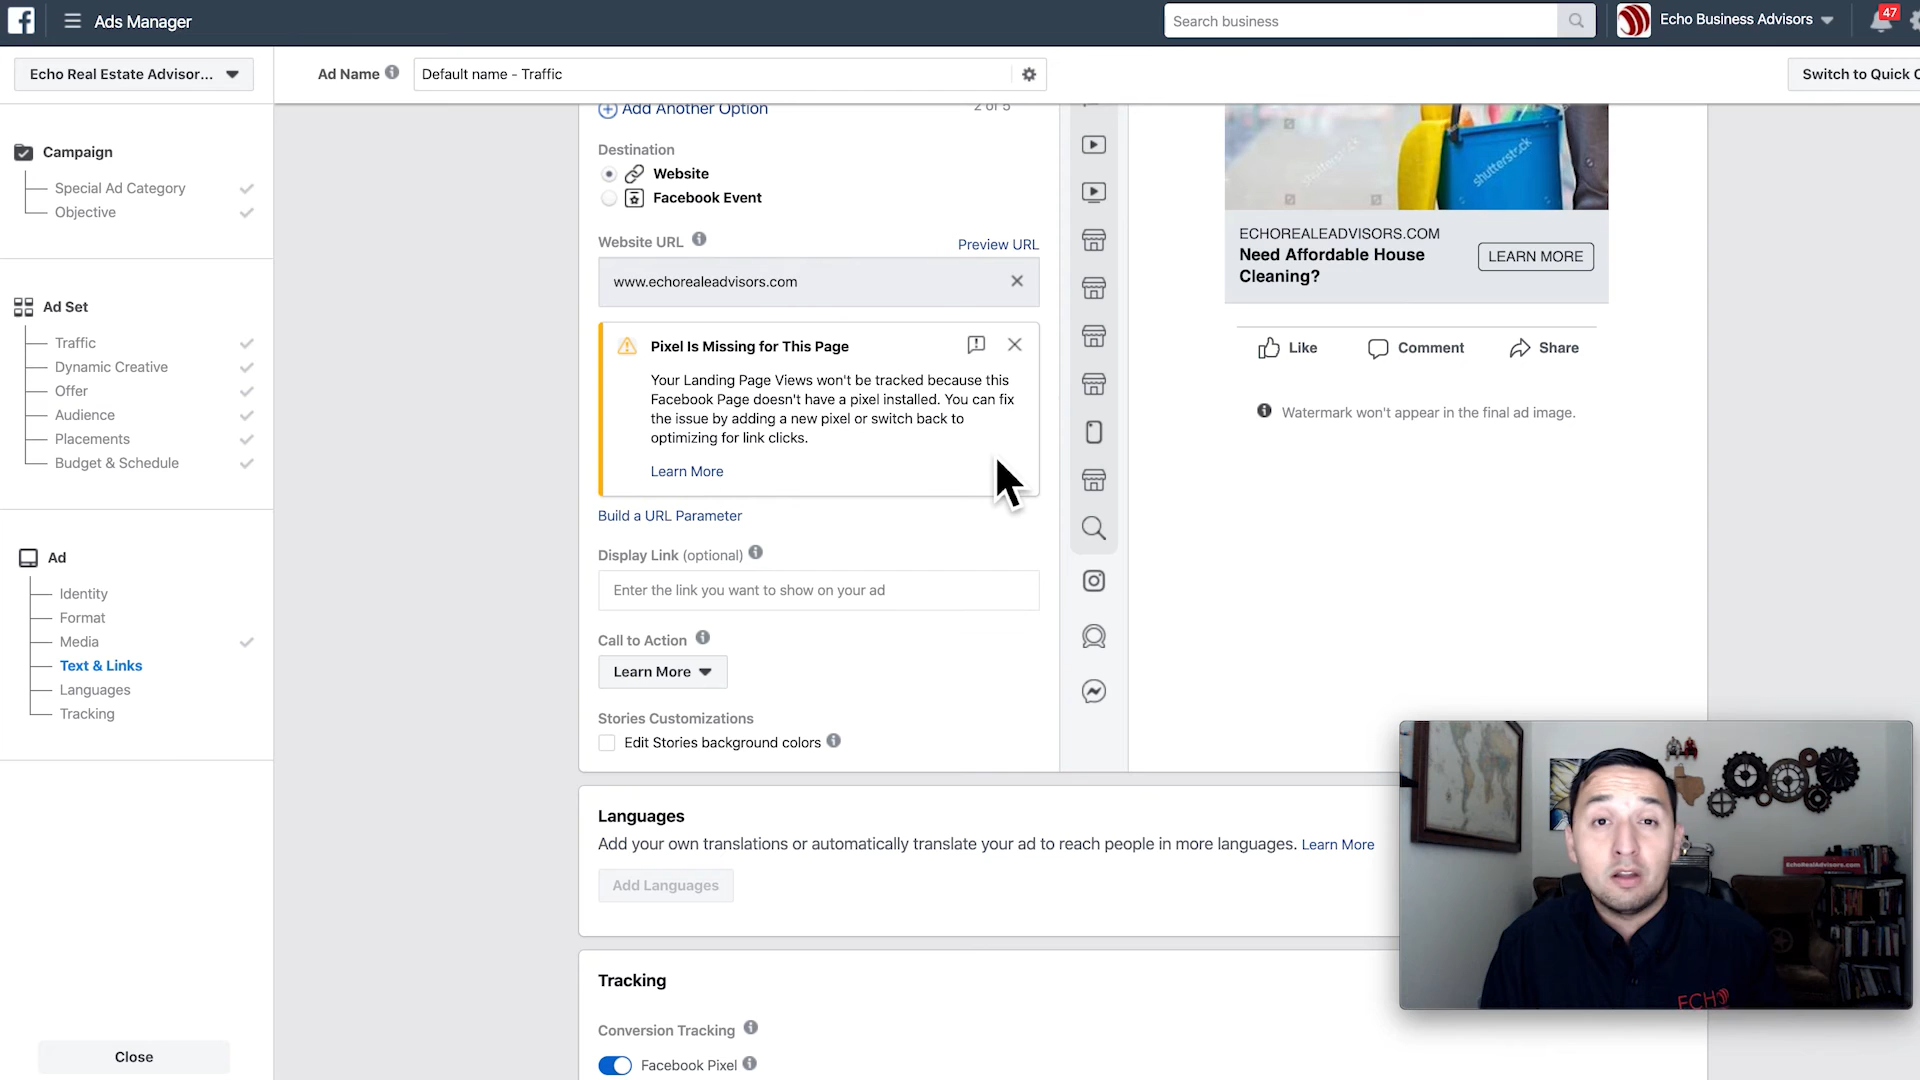 Ads Manager
Search business
Echo Business Advisors
47
Echo Real Estate Advisor...
Ad Name
Default name - Traffic
Switch to Quick C
Campaign
Special Ad Category
Objective
Ad Set
Traffic
Dynamic Creative
Offer
Audience
Placements
Budget & Schedule
Ad
Identity
Format
Media
Text & Links
Languages
Tracking
Close
Add Another Option
2 of 5
Destination
Website
Facebook Event
Website URL
Preview URL
www.echorealeadvisors.com
Pixel Is Missing for This Page
Your Landing Page Views won't be tracked because this
Facebook Page doesn't have a pixel installed. You can fix
the issue by adding a new pixel or switch back to
optimizing for link clicks.
Learn More
Build a URL Parameter
Display Link (optional)
Enter the link you want to show on your ad
Call to Action
Learn More
Stories Customizations
Edit Stories background colors
Languages
Add your own translations or automatically translate your ad to reach people in more languages. Learn More
Add Languages
Tracking
Conversion Tracking
Facebook Pixel
shutterstock
shutterstock
ECHOREALEADVISORS.COM
Need Affordable House
Cleaning?
LEARN MORE
Like
Comment
Share
Watermark won't appear in the final ad image.
EchoRealAdvisors.com
ECHO